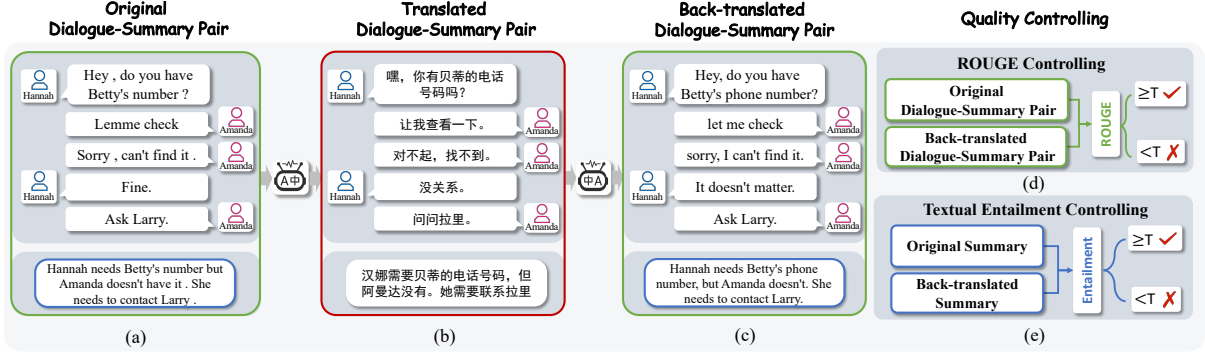 Original
Dialogue-Summary Pair
Hannah
Hey , do you have
Betty's number ?
Lemme check
Amanda
Sorry , can't find it .
Amanda
Hannah
Fine.
Ask Larry.
Amanda
Hannah needs Betty's number but
Amanda doesn't have it . She
needs to contact Larry .
(a)
A中
Translated
Dialogue-Summary Pair
Hannah
嘿，你有贝蒂的电话
号码吗？
让我查看一下。
Amanda
对不起，找不到。
Amanda
Hannah
没关系。
问问拉里。
Amanda
汉娜需要贝蒂的电话号码，但
阿曼达没有。她需要联系拉里
(b)
中A
Back-translated
Dialogue-Summary Pair
Hannah
Hey, do you have
Betty's phone number?
let me check
Amanda
sorry, I can't find it.
Amanda
Hannah
It doesn't matter.
Ask Larry.
Amanda
Hannah needs Betty's phone
number, but Amanda doesn't. She
needs to contact Larry.
(c)
Quality Controlling
ROUGE Controlling
Original
Dialogue-Summary Pair
Back-translated
Dialogue-Summary Pair
ROUGE
≥T
<T
(d)
Textual Entailment Controlling
Original Summary
Back-translated
Summary
Entailment
≥T
<T
(e)